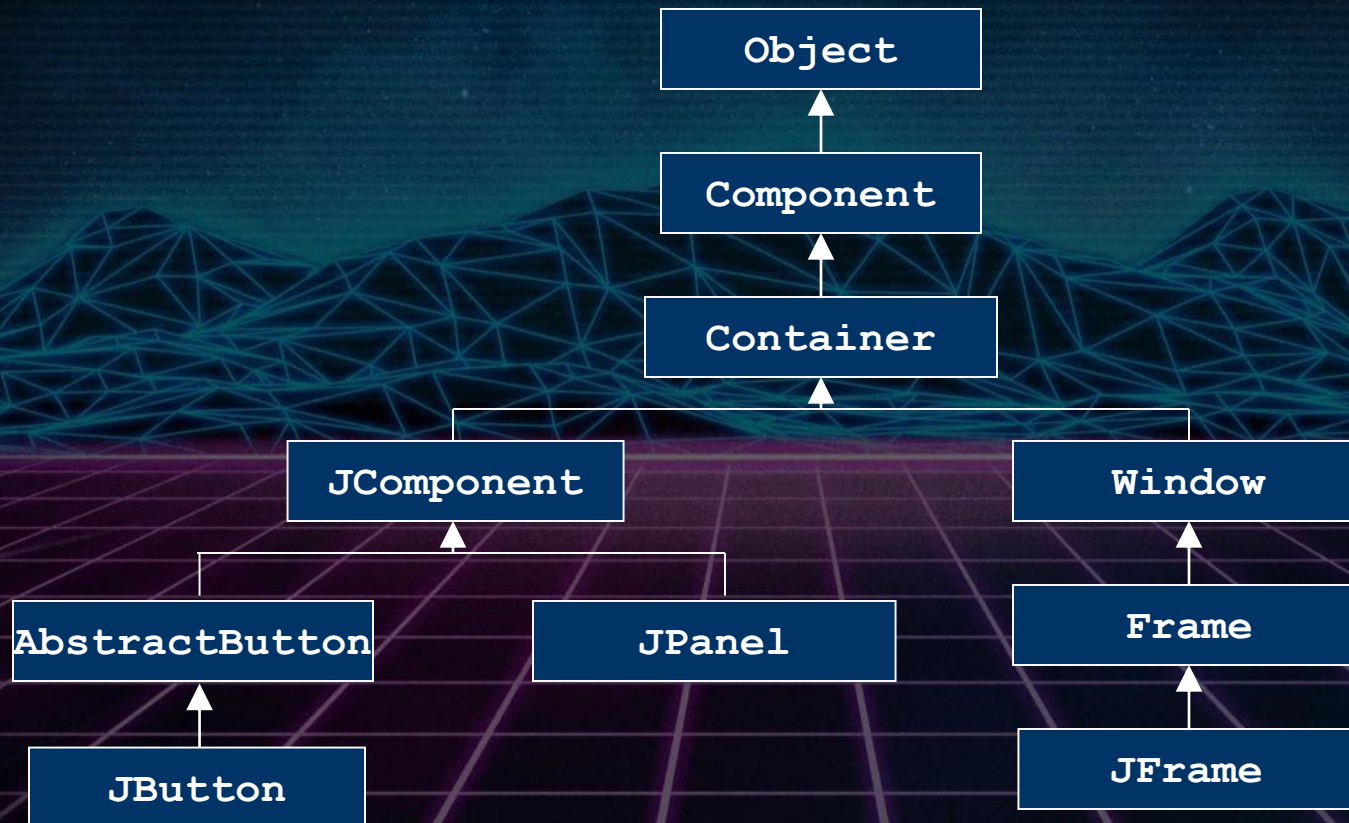 Object
Component
Container
JComponent
Window
AbstractButton
JPanel
Frame
JButton
JFrame